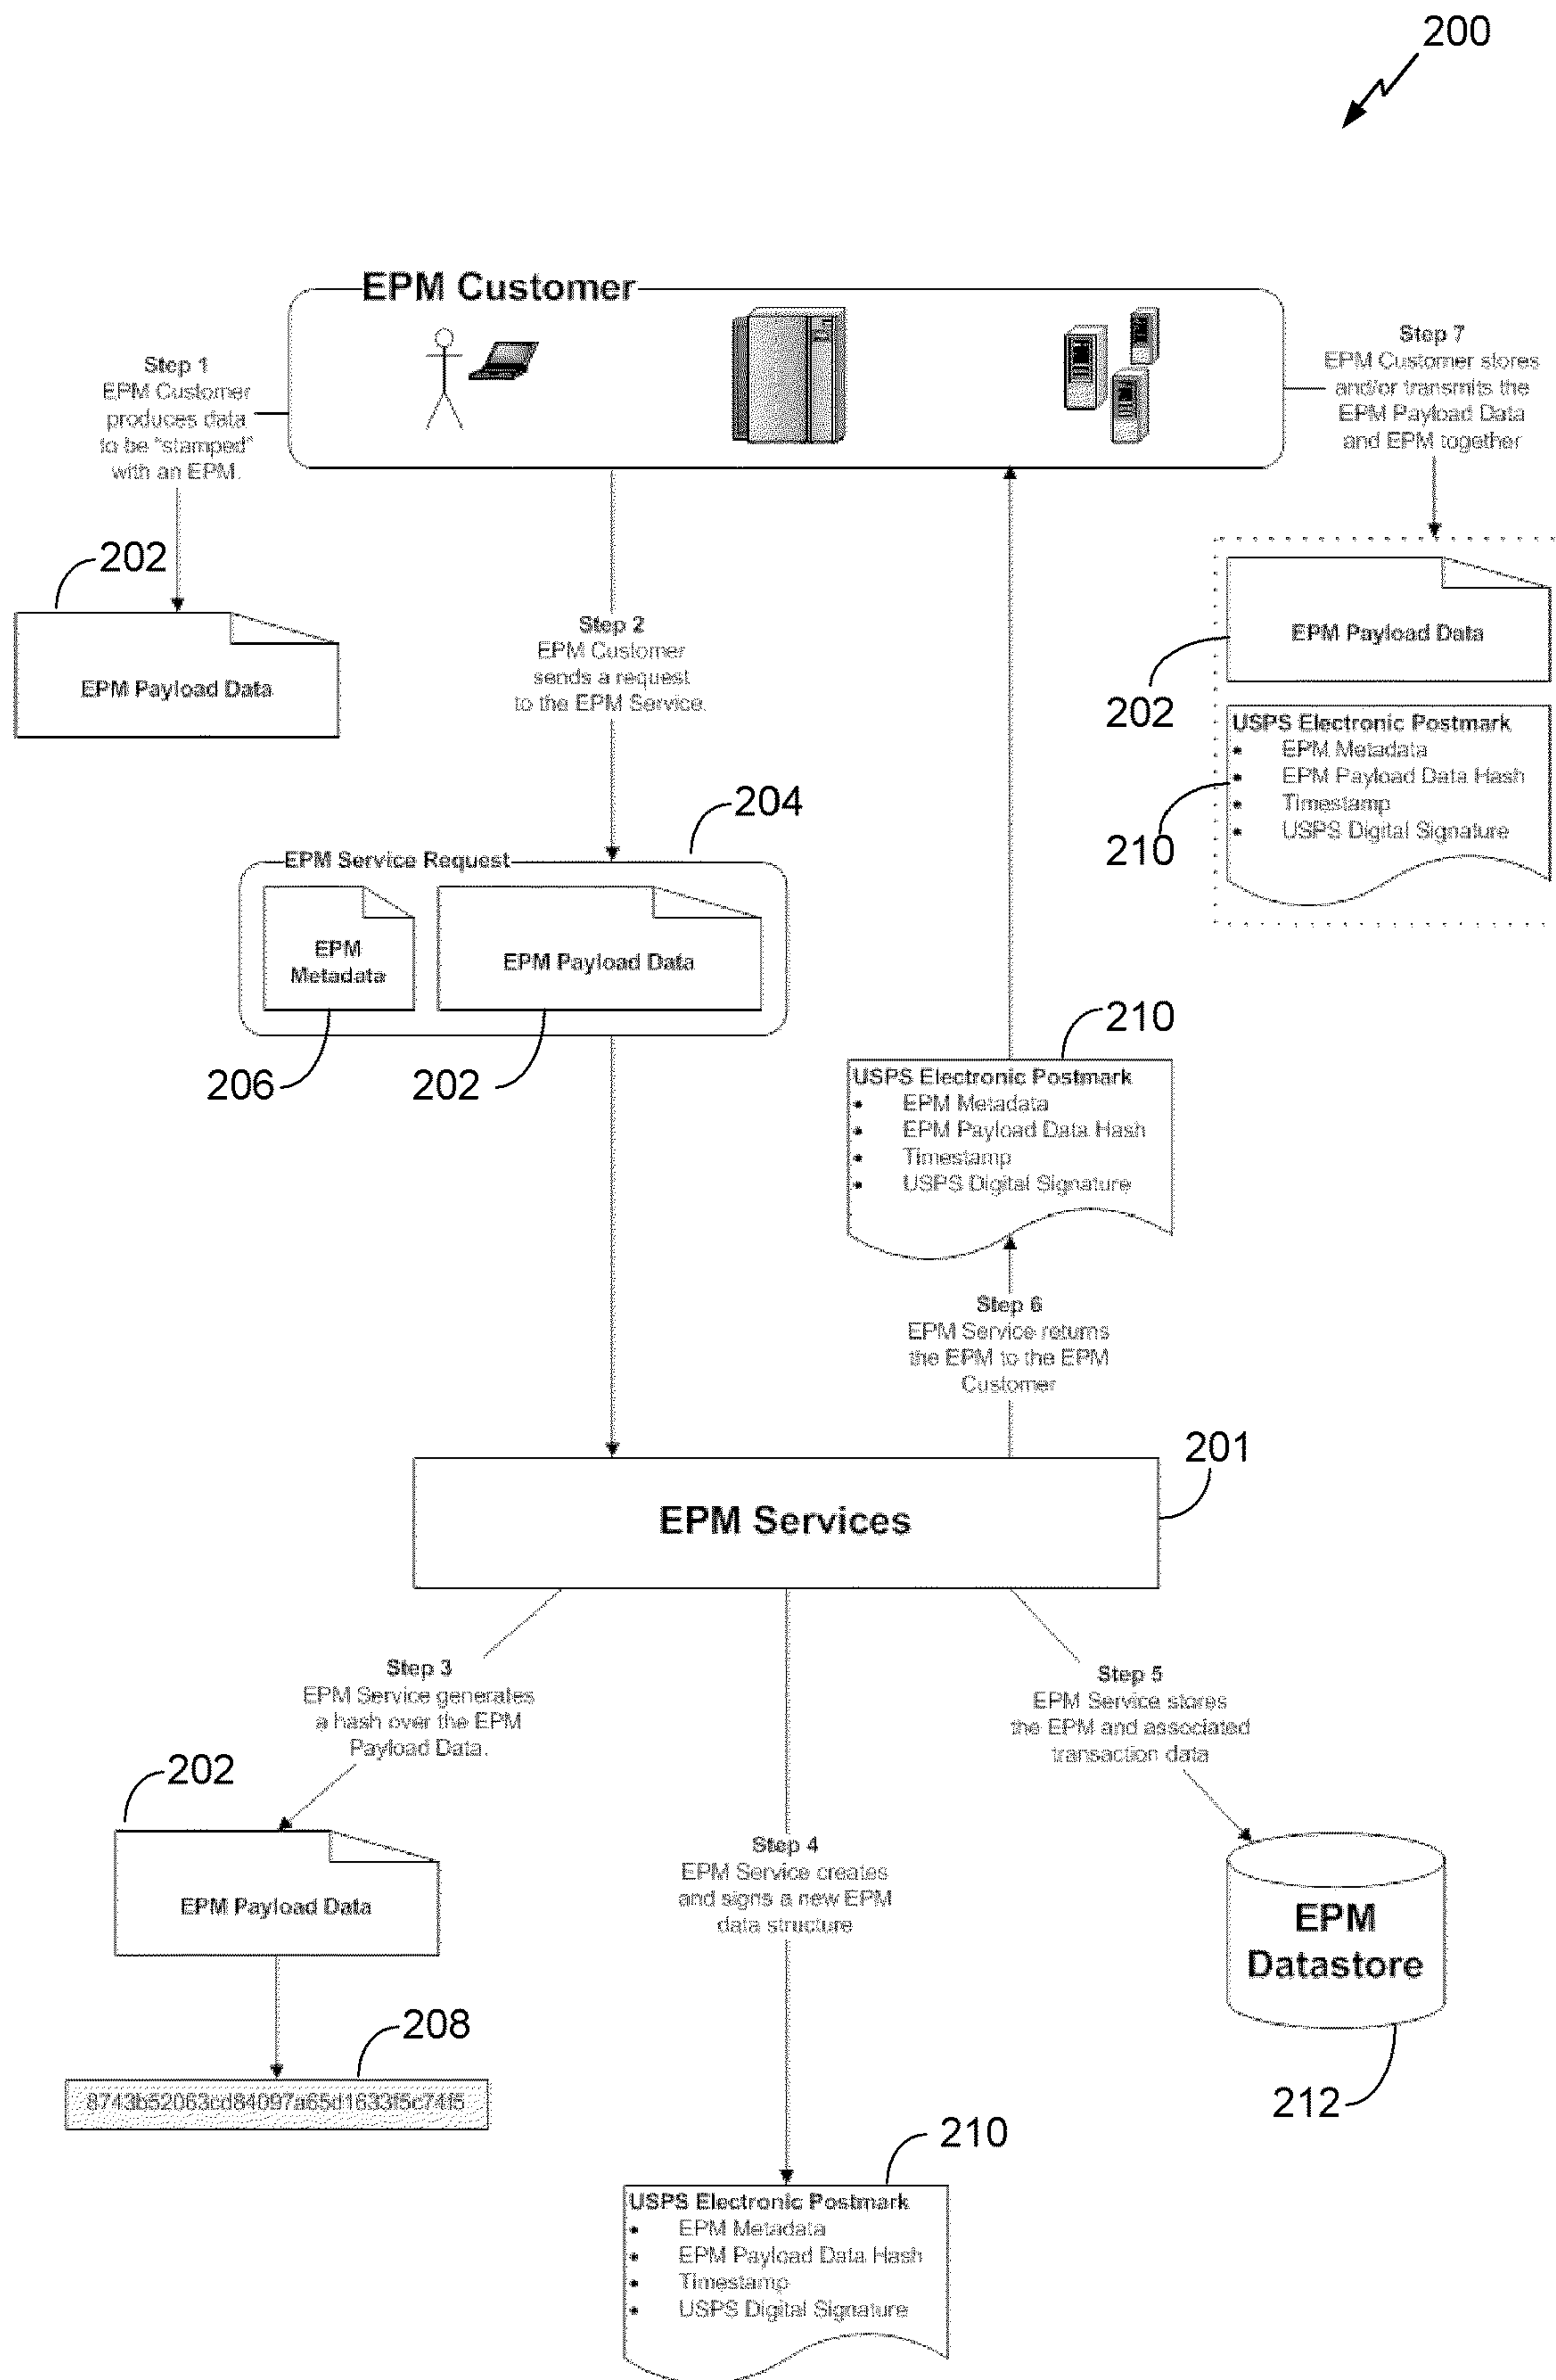 200
EPM Customer
Step 1
EPM Customer
produces data
to be "stamped"
with an EPM.
Step 7
EPM Customer stores
and/or transmits the
EPM Payload Data
and EPM together
202
EPM Payload Data
Step 2
EPM Customer
sends a request
to the EPM Service.
EPM Payload Data
202
USPS Electronic Postmark
• EPM Metadata
• EPM Payload Data Hash
• Timestamp
• USPS Digital Signature
210
204
EPM Service Request
EPM
Metadata
EPM Payload Data
206
202
210
USPS Electronic Postmark
• EPM Metadata
• EPM Payload Data Hash
• Timestamp
• USPS Digital Signature
Step 6
EPM Service returns
the EPM to the EPM
Customer
201
EPM Services
Step 3
EPM Service generates
a hash over the EPM
Payload Data.
202
EPM Payload Data
208
8743b52063cd84097a65d1633f5c74f5
Step 4
EPM Service creates
and signs a new EPM
data structure
Step 5
EPM Service stores
the EPM and associated
transaction data
EPM
Datastore
212
210
USPS Electronic Postmark
• EPM Metadata
• EPM Payload Data Hash
• Timestamp
• USPS Digital Signature